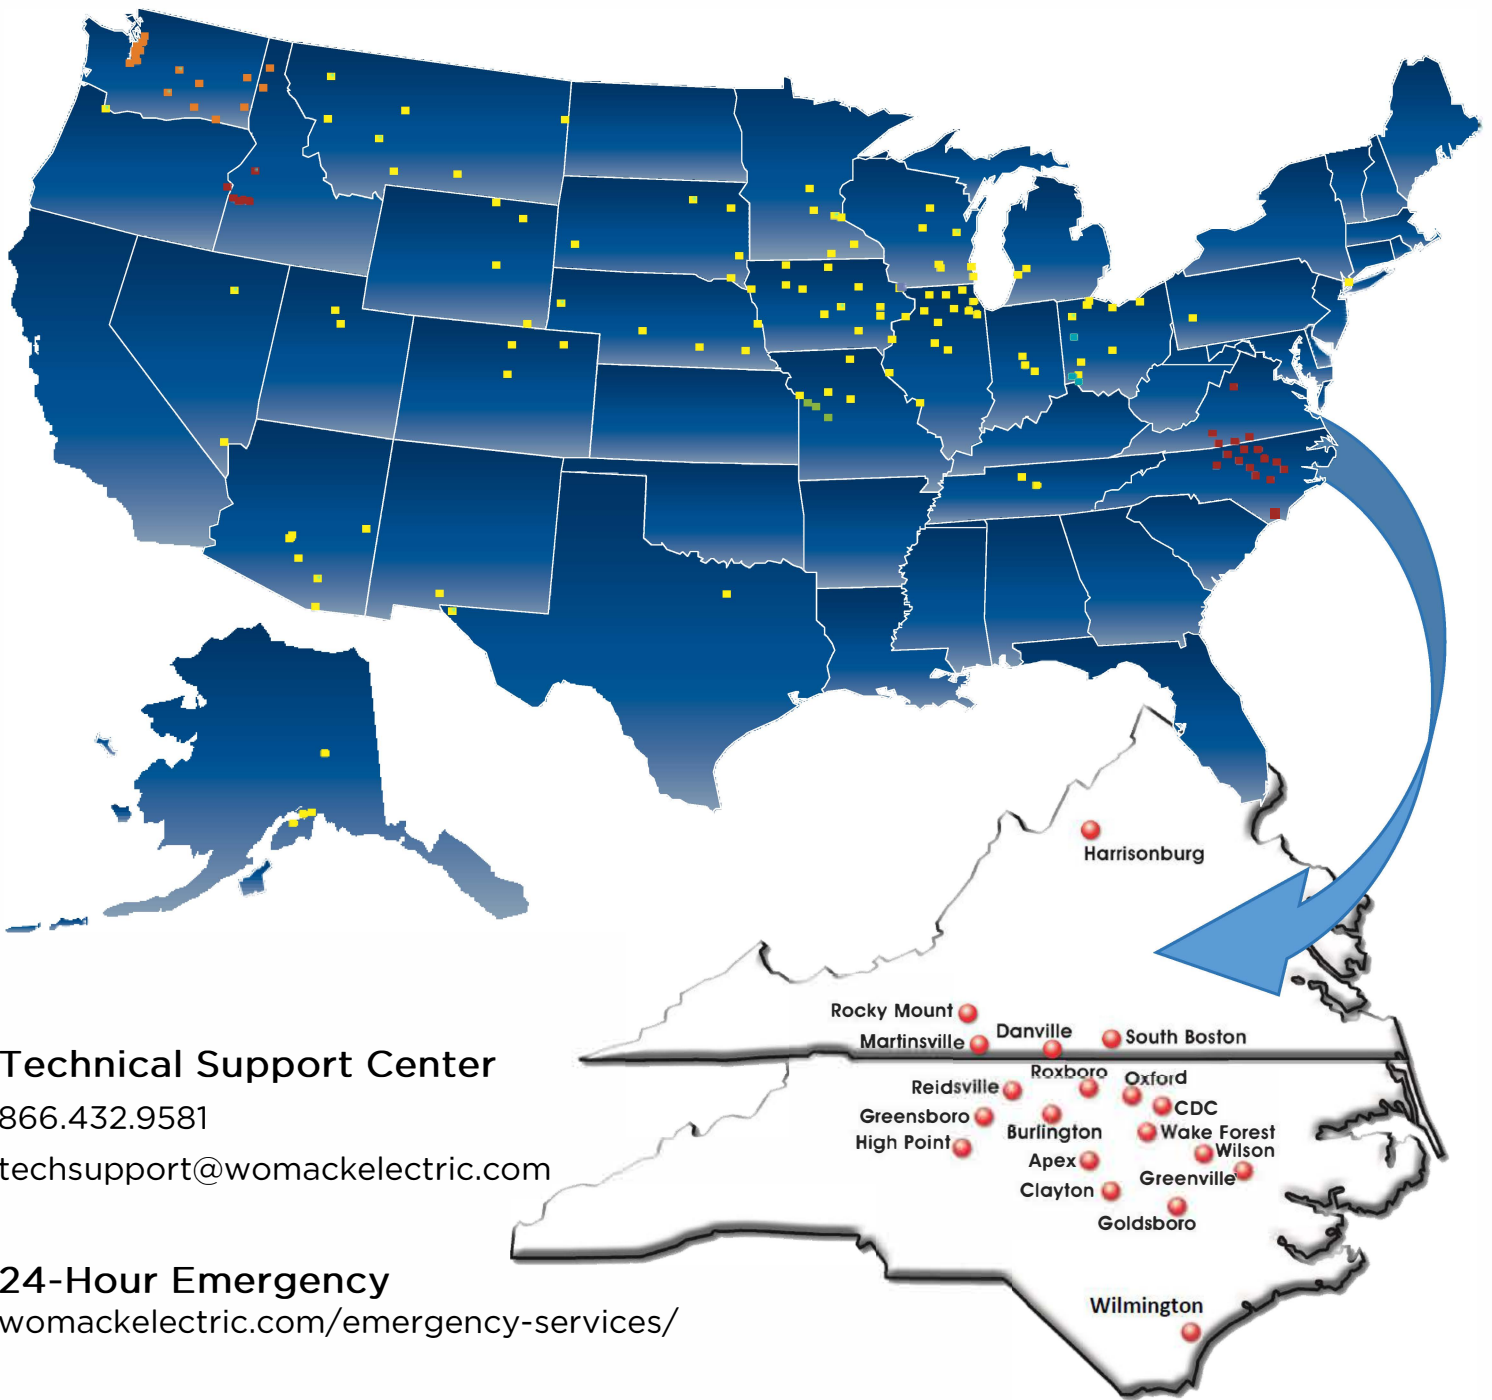 Harrisonburg
Rocky Mount
Martinsville
Danville
South Boston
Reidsville
Roxboro
Oxford
Greensboro
CDC
Burlington
Wake Forest
High Point
Wilson
Apex
Greenville
Clayton
Goldsboro
Wilmington
Technical Support Center
866.432.9581
techsupport@womackelectric.com
24-Hour Emergency
womackelectric.com/emergency-services/